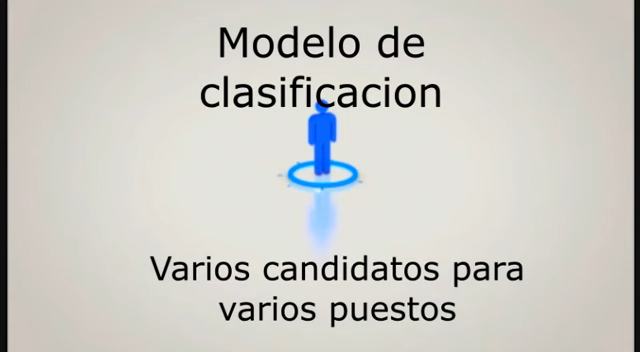 Modelo de
clasificacion
Varios candidatos para
varios puestos